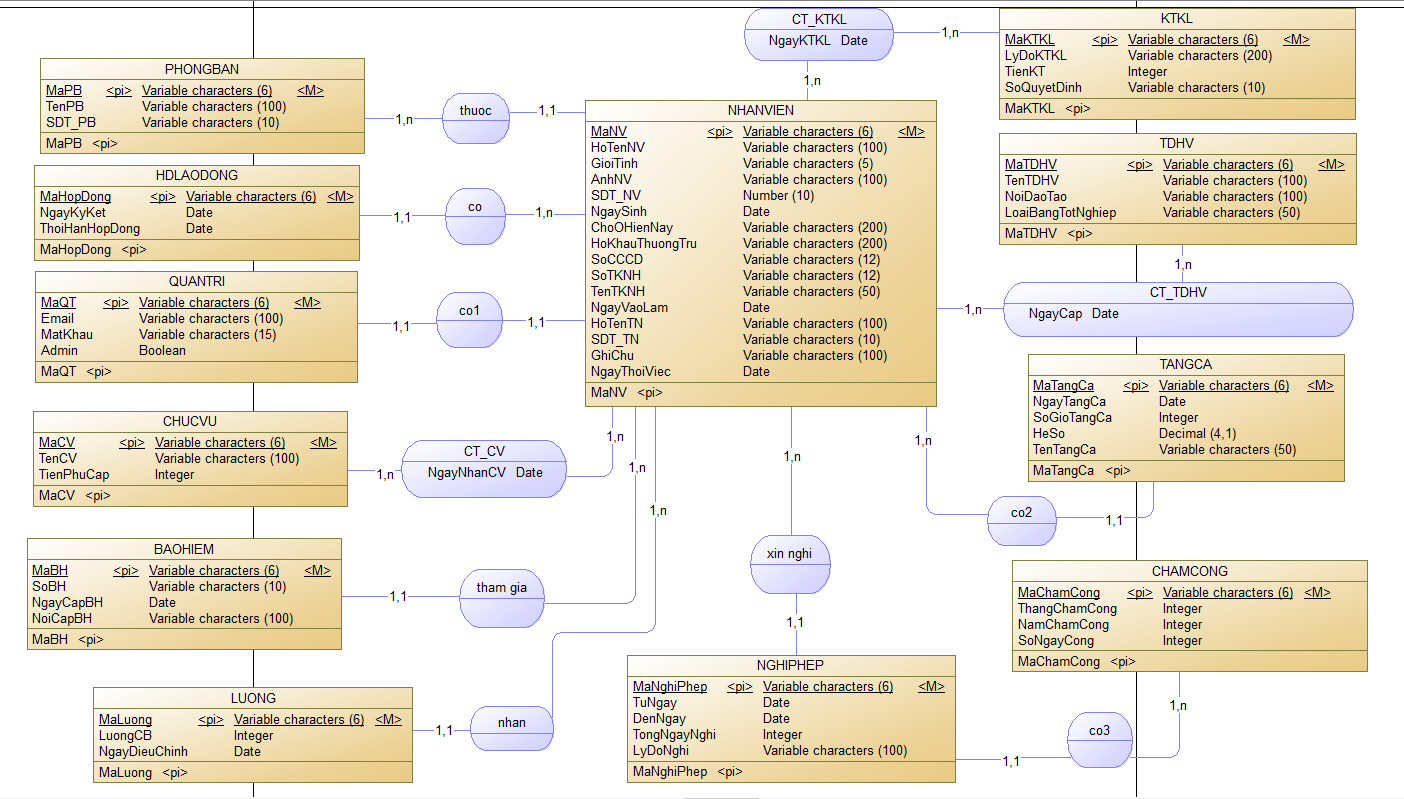 CT_KTKL
NgayKTKL Date
1,n
1,n
KTKL
MaKTKL <pi> Variable characters (6) <M>
LyDoKTKL Variable characters (200)
TienKT Integer
SoQuyetDinh Variable characters (10)
MaKTKL <pi>
PHONGBAN
MaPB <pi> Variable characters (6) <M>
TenPB Variable characters (100)
SDT_PB Variable characters (10)
MaPB <pi>
1,n
thuoc
1,1
NHANVIEN
MaNV <pi> Variable characters (6) <M>
HoTenNV Variable characters (100)
GioiTinh Variable characters (5)
AnhNV Variable characters (100)
SDT_NV Number (10)
NgaySinh Date
ChoOHienNay Variable characters (200)
HoKhauThuongTru Variable characters (200)
SoCCCD Variable characters (12)
SoTKNH Variable characters (12)
TenTKNH Variable characters (50)
NgayVaoLam Date
HoTenTN Variable characters (100)
SDT_TN Variable characters (10)
GhiChu Variable characters (100)
NgayThoiViec Date
MaNV <pi>
TDHV
MaTDHV <pi> Variable characters (6) <M>
TenTDHV Variable characters (100)
NoiDaoTao Variable characters (100)
LoaiBangTotNghiep Variable characters (50)
MaTDHV <pi>
HDLAODONG
MaHopDong <pi> Variable characters (6) <M>
NgayKyKet Date
ThoiHanHopDong Date
MaHopDong <pi>
1,1
co
1,n
1,n
CT_TDHV
NgayCap Date
1,n
QUANTRI
MaQT <pi> Variable characters (6) <M>
Email Variable characters (100)
MatKhau Variable characters (15)
Admin Boolean
MaQT <pi>
1,1
co1
1,1
TANGCA
MaTangCa <pi> Variable characters (6) <M>
NgayTangCa Date
SoGioTangCa Integer
HeSo Decimal (4,1)
TenTangCa Variable characters (50)
MaTangCa <pi>
CHUCVU
MaCV <pi> Variable characters (6) <M>
TenCV Variable characters (100)
TienPhuCap Integer
MaCV <pi>
1,n
CT_CV
NgayNhanCV Date
1,n
1,n
1,n
1,n
1,n
co2
1,1
BAOHIEM
MaBH <pi> Variable characters (6) <M>
SoBH Variable characters (10)
NgayCapBH Date
NoiCapBH Variable characters (100)
MaBH <pi>
1,1
tham gia
xin nghi
1,1
CHAMCONG
MaChamCong <pi> Variable characters (6) <M>
ThangChamCong Integer
NamChamCong Integer
SoNgayCong Integer
MaChamCong <pi>
LUONG
MaLuong <pi> Variable characters (6) <M>
LuongCB Integer
NgayDieuChinh Date
MaLuong <pi>
1,1
nhan
NGHIPHEP
MaNghiPhep <pi> Variable characters (6) <M>
TuNgay Date
DenNgay Date
TongNgayNghi Integer
LyDoNghi Variable characters (100)
MaNghiPhep <pi>
1,1
co3
1,n